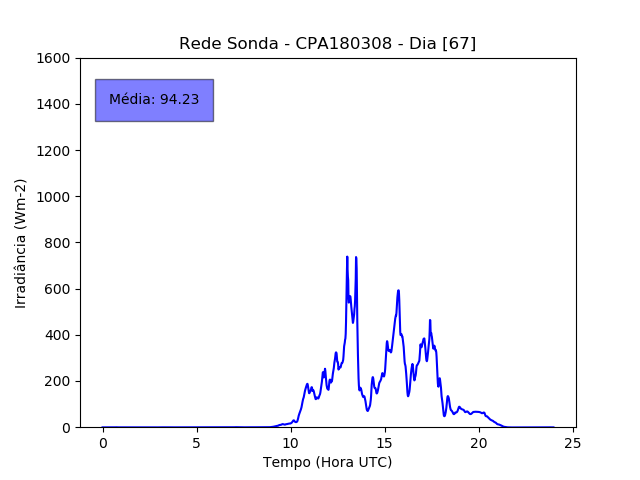 Rede Sonda - CPA180308 - Dia [67]
1600
1400
1200
1000
800
600
400
200
0
Média: 94.23
Irradiância (Wm-2)
0 5 10 15 20 25
Tempo (Hora UTC)